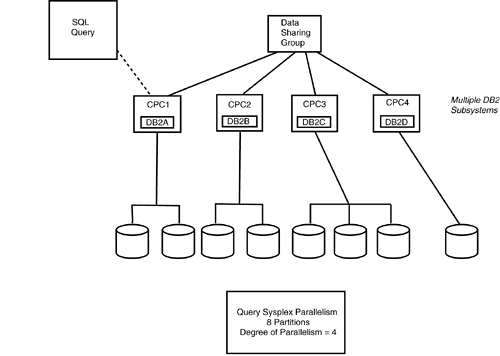 SQL
Query
Data
Sharing
Group
CPC1
DB2A
CPC2
DB2B
CPC3
DB2C
CPC4
DB2D
Multiple DB2
Subsystems
Query Sysplex Parallelism
8 Partitions
Degree of Parallelism = 4